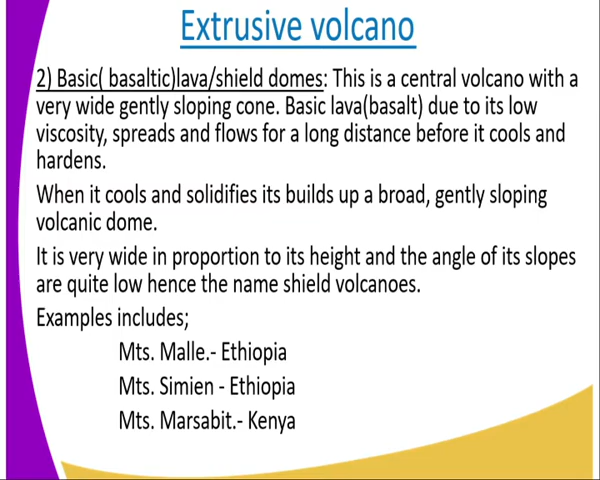 Extrusive volcano
2) Basic( basaltic)lava/shield domes: This is a central volcano with a
very wide gently sloping cone. Basic lava(basalt) due to its low
viscosity, spreads and flows for a long distance before it cools and
hardens.
When it cools and solidifies its builds up a broad, gently sloping
volcanic dome.
It is very wide in proportion to its height and the angle of its slopes
are quite low hence the name shield volcanoes.
Examples includes;
Mts. Malle.- Ethiopia
Mts. Simien - Ethiopia
Mts. Marsabit.- Kenya